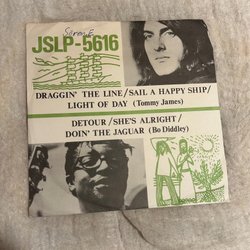 JSLP-5616
DRAGGIN' THE LINE/SAIL A HAPPY SHIP/
LIGHT OF DAY (Tommy James)
DETOUR/SHE'S ALRIGHT/
DOIN' THE JAGUAR (Bo Diddley)